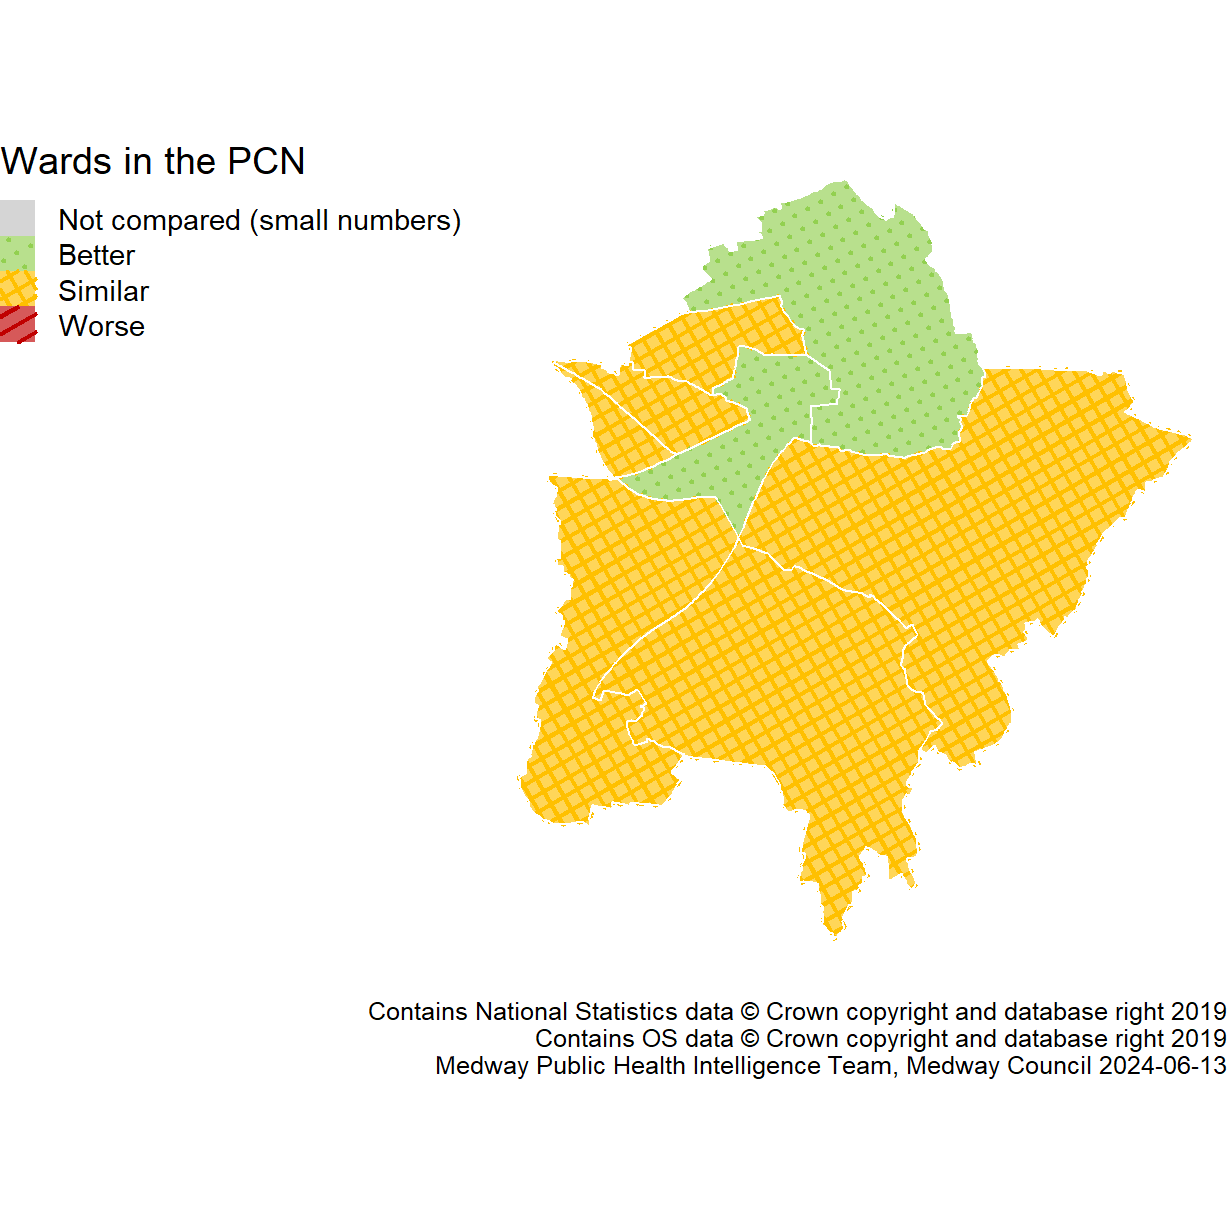 Wards in the PCN
Not compared (small numbers)
Better
Similar
Worse
Contains National Statistics data © Crown copyright and database right 2019
Contains OS data © Crown copyright and database right 2019
Medway Public Health Intelligence Team, Medway Council 2024-06-13